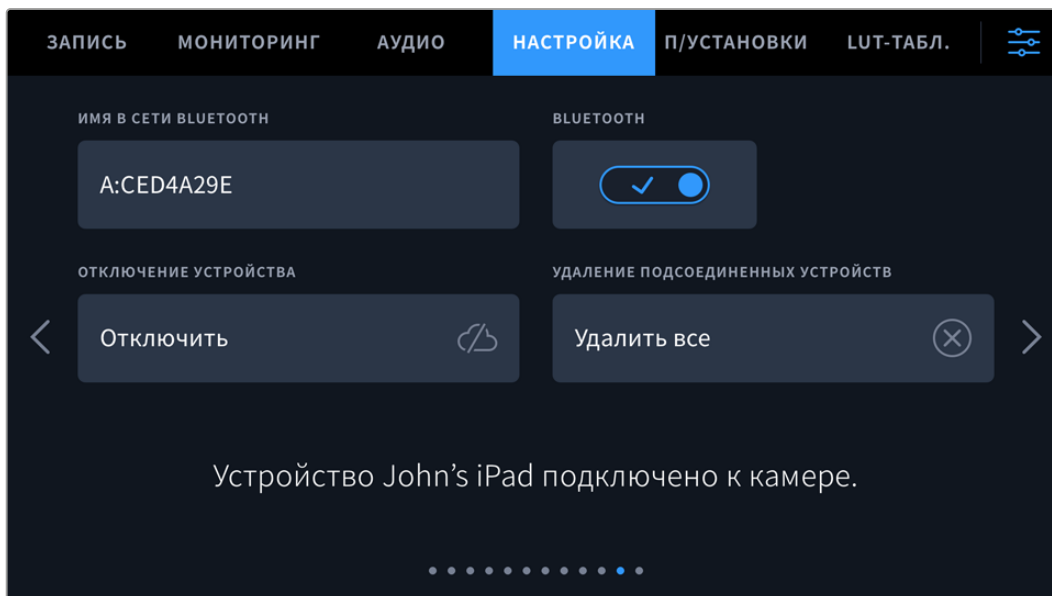 ЗАПИСЬ МОНИТОРИНГ АУДИО НАСТРОЙКА П/УСТАНОВКИ LUT-ТАБЛ.
ИМЯ В СЕТИ BLUETOOTH BLUETOOTH
A:CED4A29E
ОТКЛЮЧЕНИЕ УСТРОЙСТВА УДАЛЕНИЕ ПОДСОЕДИНЕННЫХ УСТРОЙСТВ
Отключить Удалить все
Устройство John’s iPad подключено к камере.